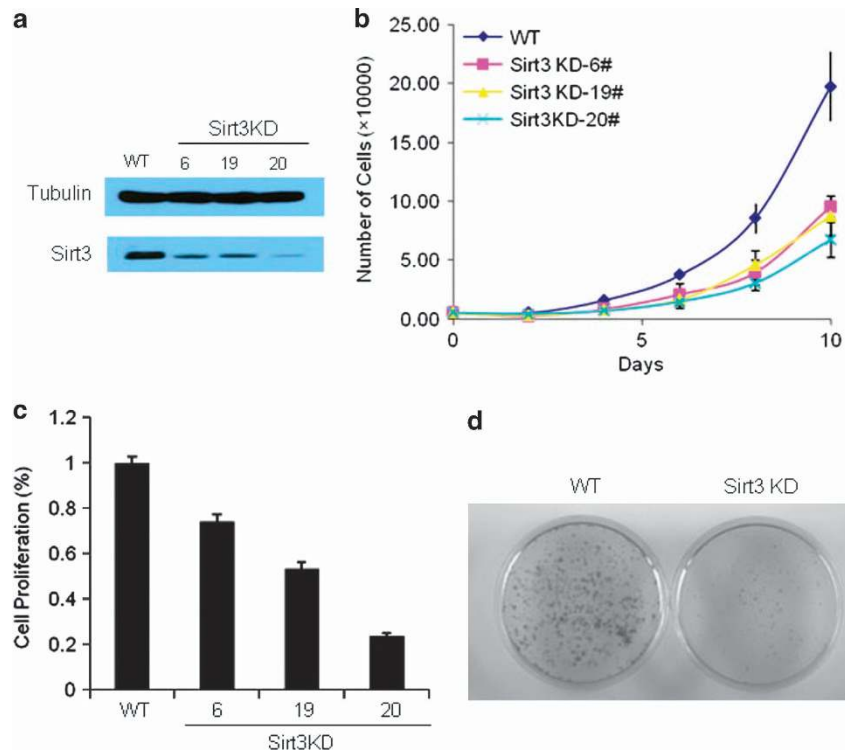 a
Sirt3KD
WT 6 19 20
Tubulin
Sirt3
b
Number of Cells (×10000)
25.00
20.00
15.00
10.00
5.00
0.00
WT
Sirt3 KD-6#
Sirt3 KD-19#
Sirt3KD-20#
0 5 10
Days
c
Cell Proliferation (%)
1.2
1
0.8
0.6
0.4
0.2
0
WT 6 19 20
Sirt3KD
d
WT Sirt3 KD